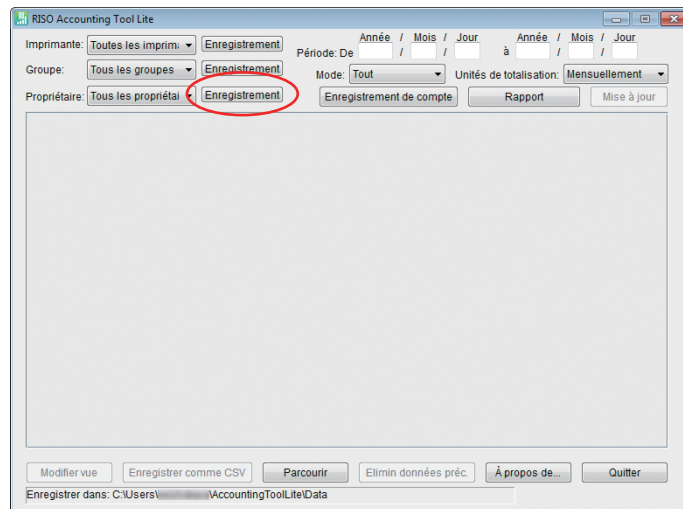 RISO Accounting Tool Lite
Imprimante: Toutes les imprim: Enregistrement Période: De Année / Mois / Jour / / à Année / Mois / Jour / /
Groupe: Tous les groupes Enregistrement Mode: Tout Unités de totalisation: Mensuellement
Propriétaire: Tous les propriétai Enregistrement Enregistrement de compte Rapport Mise à jour
Modifier vue Enregistrer comme CSV Parcourir Elimin données préc. À propos de... Quitter
Enregistrer dans: C:\Users\ \AccountingToolLite\Data